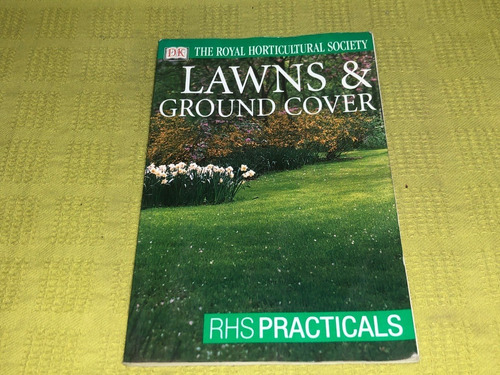 DK THE ROYAL HORTICULTURAL SOCIETY
LAWNS &
GROUND COVER
RHS PRACTICALS